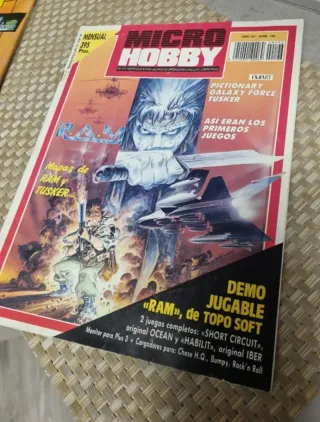 MENSUAL
395
Ptas.
MICRO
HOBBY
PICTIONARY
GALAXY FORCE
TUSKER
ASI ERAN LOS
PRIMEROS
JUEGOS
R.A.M
Mapas de
RAM y
TUSKER
DEMO
JUGABLE
«RAM», de TOPO SOFT
2 juegos completos: «SHORT CIRCUIT»,
original OCEAN y «HABILIT», original IBER
Monitor para Plus 3 + Cargadores para: Chase H.Q., Bumpy, Rock'n Roll